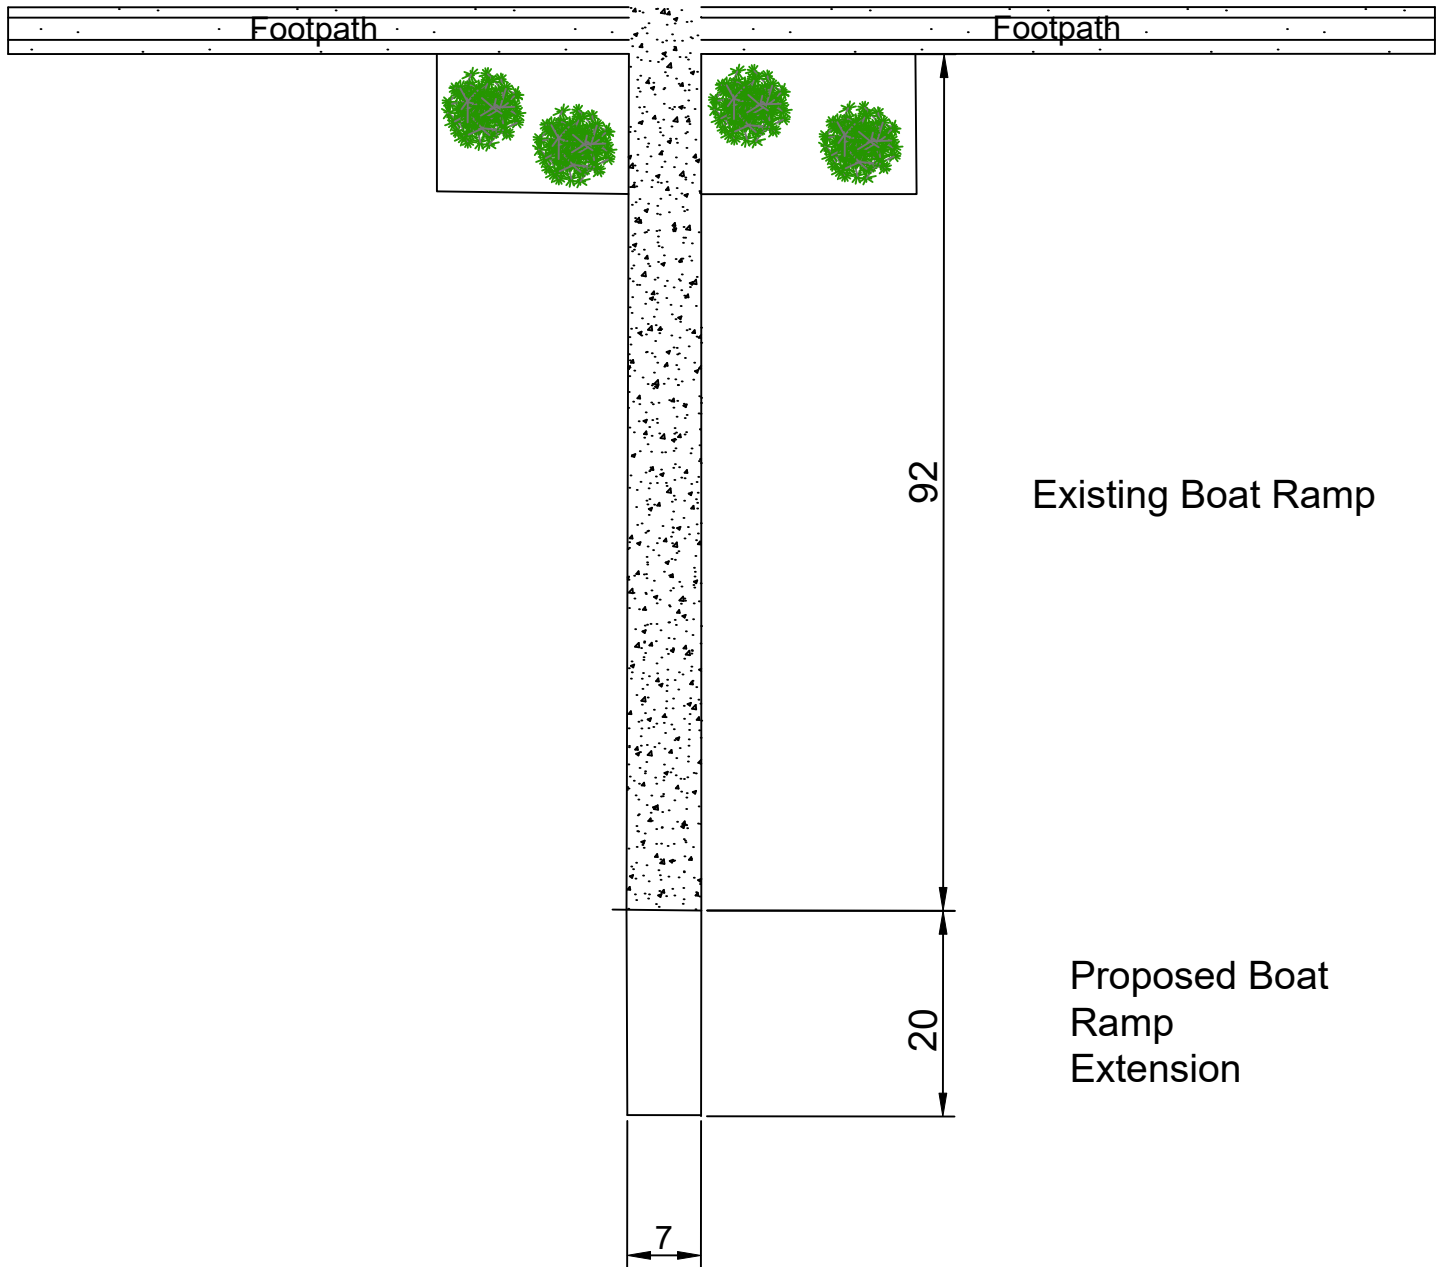 Footpath
Footpath
92
Existing Boat Ramp
Proposed Boat
Ramp
Extension
20
7